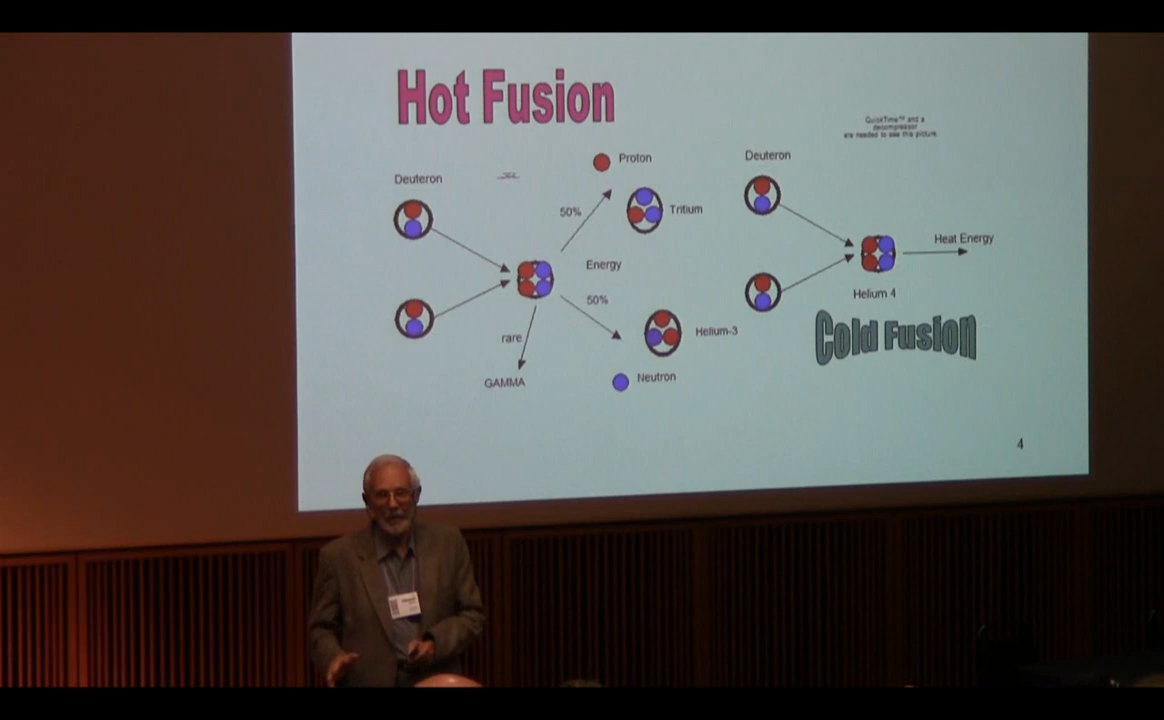 Hot Fusion
QuickTime™ and a
decompressor
are needed to see this picture.
Deuteron
Proton
Deuteron
50%
Tritium
Heat Energy
Energy
50%
Helium 4
rare
Helium-3
Cold Fusion
GAMMA
Neutron
4